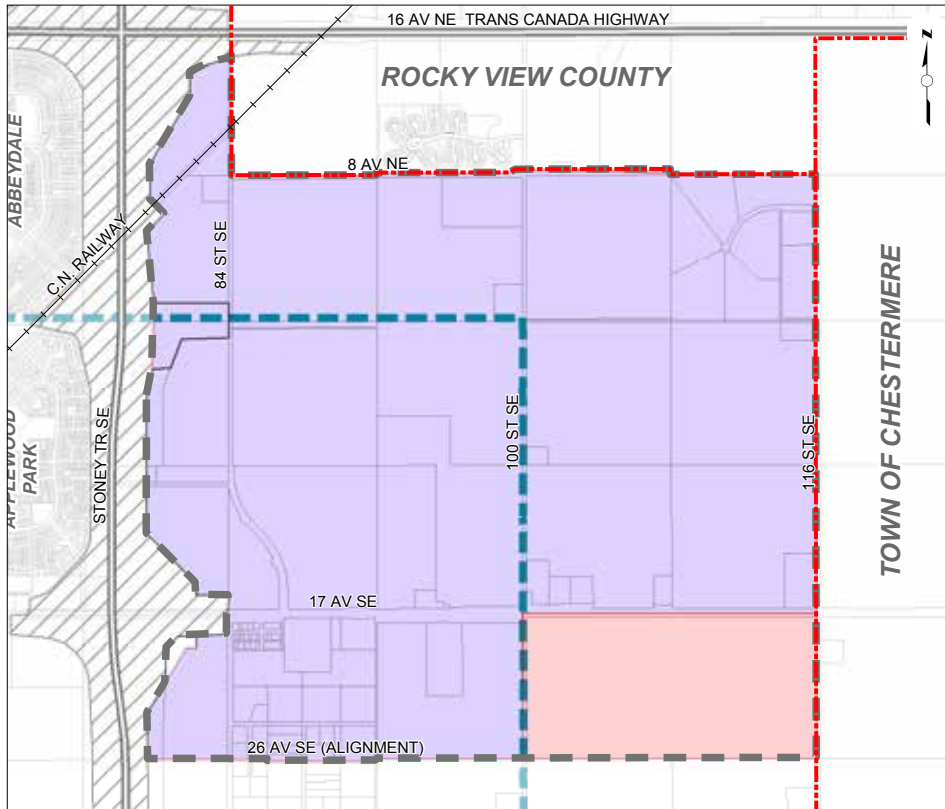 16 AV NE TRANS CANADA HIGHWAY
N
ROCKY VIEW COUNTY
ABBEYDALE
8 AV NE
C.N. RAILWAY
84 ST SE
TOWN OF CHESTERMERE
100 ST SE
116 ST SE
APPLEWOOD
PARK
STONEY TR SE
17 AV SE
26 AV SE (ALIGNMENT)